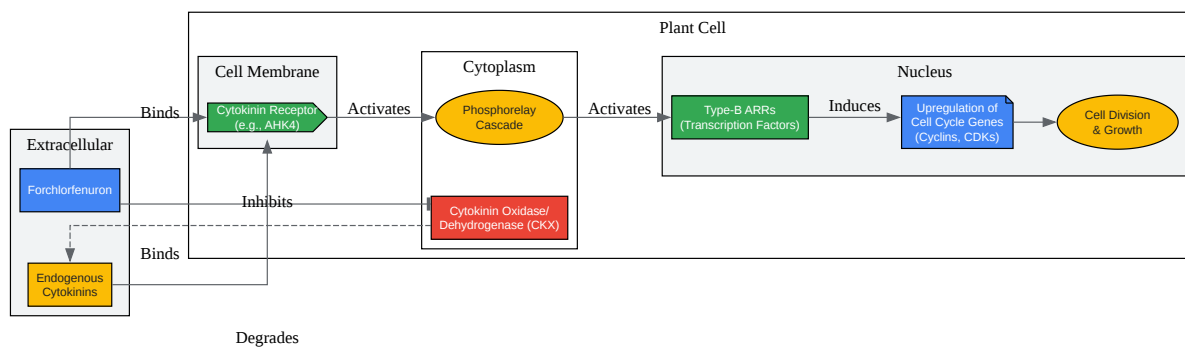 Plant Cell
Cell Membrane
Cytokinin Receptor
(e.g., AHK4)
Cytoplasm
Phosphorelay
Cascade
Cytokinin Oxidase/
Dehydrogenase (CKX)
Nucleus
Type-B ARRs
(Transcription Factors)
Upregulation of
Cell Cycle Genes
(Cyclins, CDKs)
Cell Division
& Growth
Extracellular
Forchlorfenuron
Endogenous
Cytokinins
Binds
Activates
Activates
Induces
Inhibits
Binds
Degrades